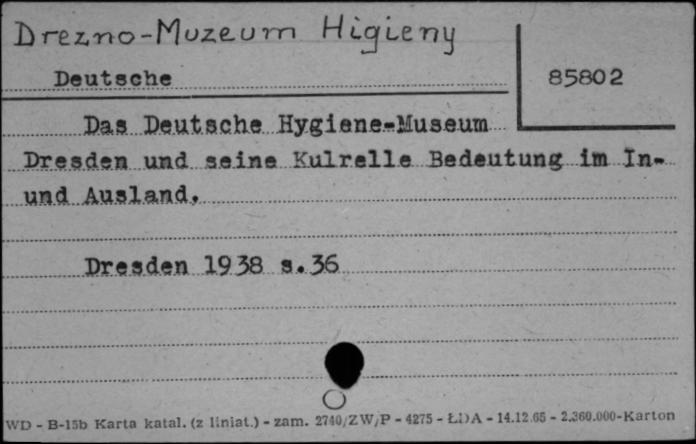 Drezno-Muzeum Higieny
Deutsche
85802
Das Deutsche Hygiene-Museum
Dresden und seine Kulrelle Bedeutung im In-
und Ausland.
Dresden 1938 s.36
WD - B-15b Karta katal. (z liniat.) - zam. 2740/ZW/P - 4275 - ŁDA - 14.12.65 - 2.360.000-Karton